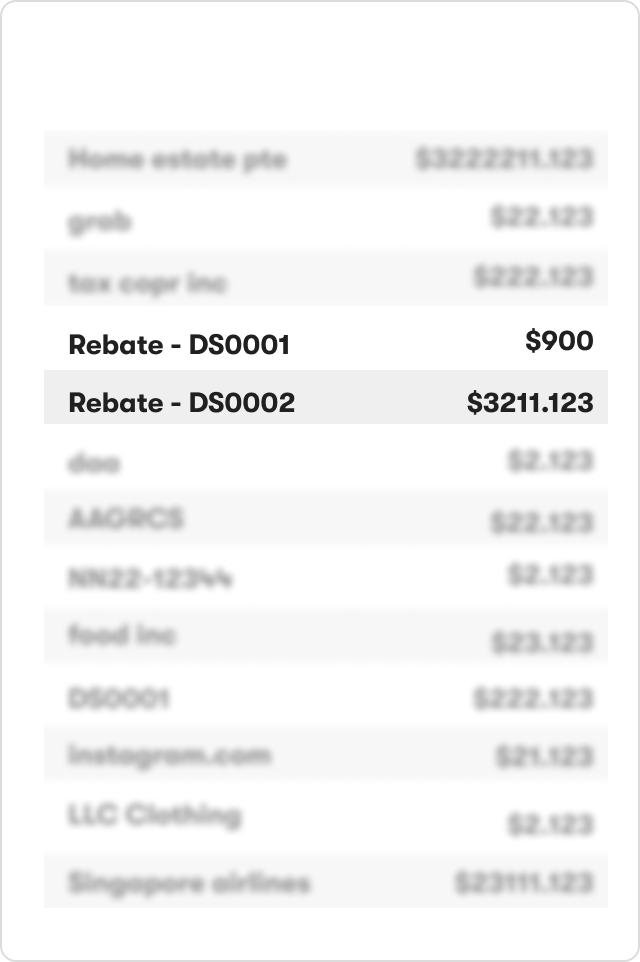 Home estate pte $3222211.123
grab $22.123
tax copr inc $222.123
Rebate - DS0001 $900
Rebate - DS0002 $3211.123
daa $2.123
AAGRCS $22.123
NN22-12344 $2.123
food inc $23.123
DS0001 $222.123
instagram.com $21.123
LLC Clothing $2.123
Singapore airlines $23111.123